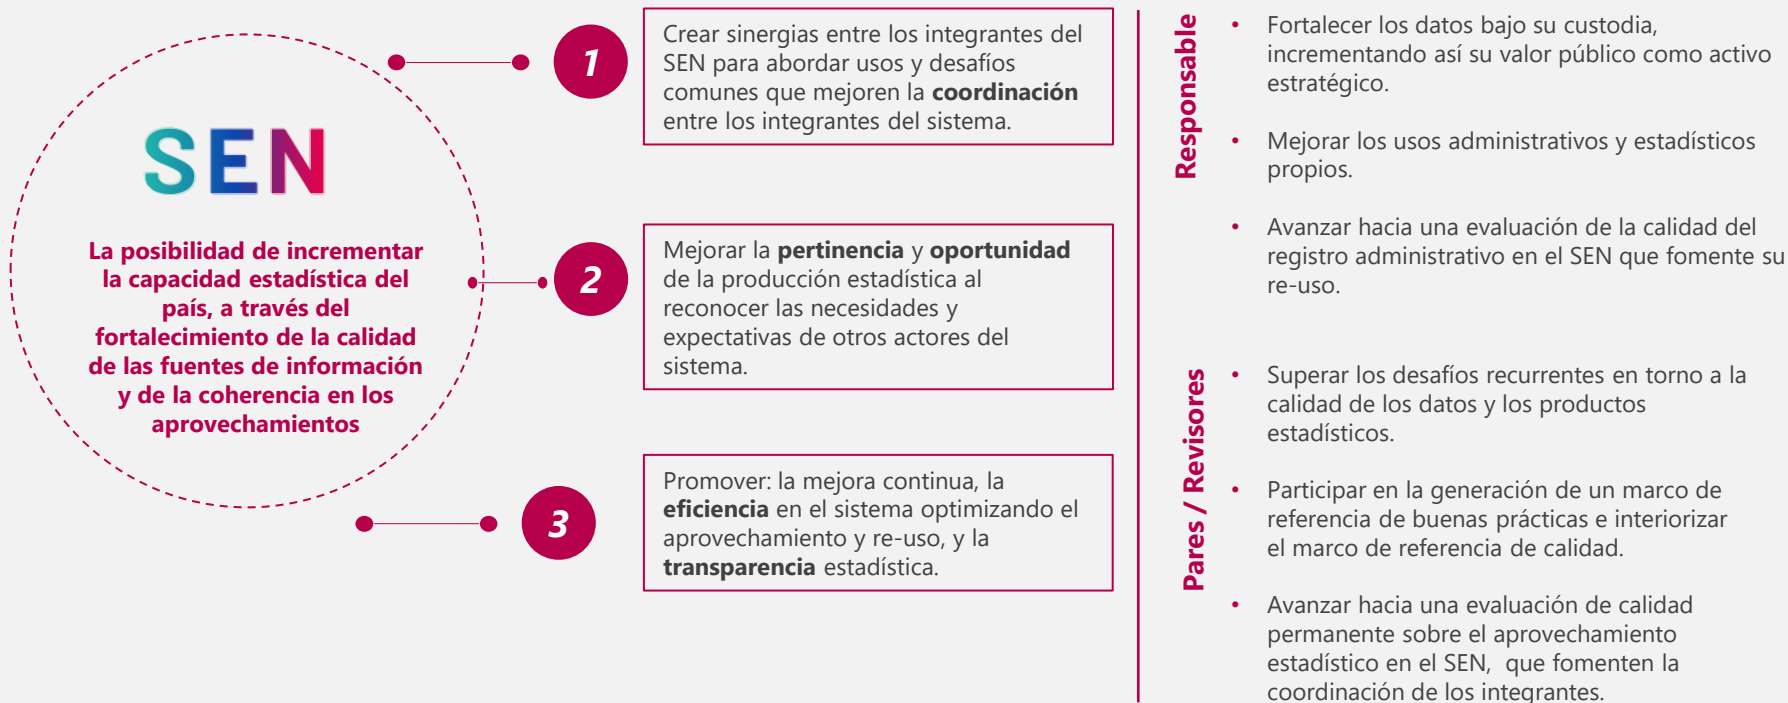 SEN
La posibilidad de incrementar
la capacidad estadística del
país, a través del
fortalecimiento de la calidad
de las fuentes de información
y de la coherencia en los
aprovechamientos
1
Crear sinergias entre los integrantes del
SEN para abordar usos y desafíos
comunes que mejoren la coordinación
entre los integrantes del sistema.
2
Mejorar la pertinencia y oportunidad
de la producción estadística al
reconocer las necesidades y
expectativas de otros actores del
sistema.
3
Promover: la mejora continua, la
eficiencia en el sistema optimizando el
aprovechamiento y re-uso, y la
transparencia estadística.
Responsable
• Fortalecer los datos bajo su custodia,
incrementando así su valor público como activo
estratégico.
• Mejorar los usos administrativos y estadísticos
propios.
• Avanzar hacia una evaluación de la calidad del
registro administrativo en el SEN que fomente su
re-uso.
Pares / Revisores
• Superar los desafíos recurrentes en torno a la
calidad de los datos y los productos
estadísticos.
• Participar en la generación de un marco de
referencia de buenas prácticas e interiorizar
el marco de referencia de calidad.
• Avanzar hacia una evaluación de calidad
permanente sobre el aprovechamiento
estadístico en el SEN, que fomenten la
coordinación de los integrantes.